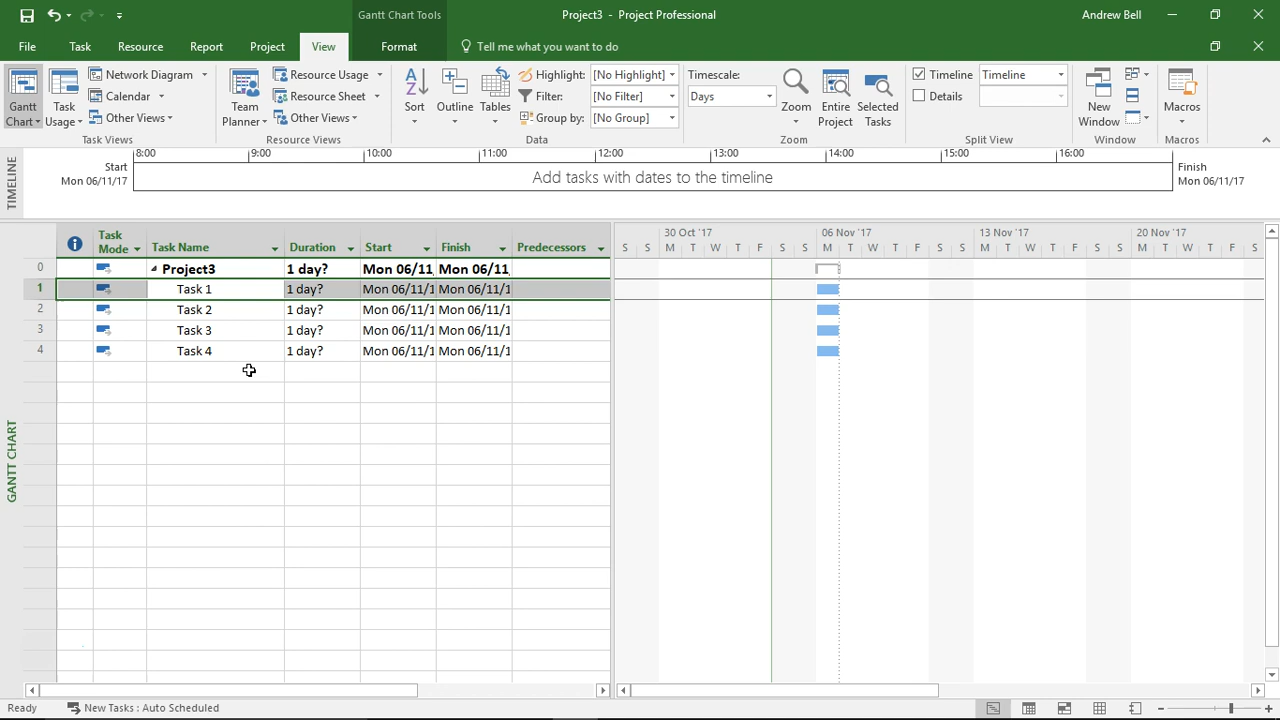 Gantt Chart Tools
Project3 - Project Professional
Andrew Bell
File Task Resource Report Project View Format Tell me what you want to do
Gantt Chart
Task Usage
Network Diagram
Calendar
Other Views
Task Views
Team Planner
Resource Usage
Resource Sheet
Other Views
Resource Views
Sort
Outline
Tables
Highlight: [No Highlight]
Filter: [No Filter]
Group by: [No Group]
Data
Timescale:
Days
Zoom
Entire Project
Selected Tasks
Zoom
Timeline Timeline
Details
Split View
New Window
Window
Macros
Macros
TIMELINE
Start
Mon 06/11/17
8:00 9:00 10:00 11:00 12:00 13:00 14:00 15:00 16:00
Add tasks with dates to the timeline
Finish
Mon 06/11/17
Task Mode Task Name Duration Start Finish Predecessors
30 Oct '17 06 Nov '17 13 Nov '17 20 Nov '17
S S M T W T F S S M T W T F S S M T W T F S S M T W T F S
0 Project3 1 day? Mon 06/11 Mon 06/11
1 Task 1 1 day? Mon 06/11/1 Mon 06/11/1
2 Task 2 1 day? Mon 06/11/1 Mon 06/11/1
3 Task 3 1 day? Mon 06/11/1 Mon 06/11/1
4 Task 4 1 day? Mon 06/11/1 Mon 06/11/1
GANTT CHART
Ready New Tasks : Auto Scheduled